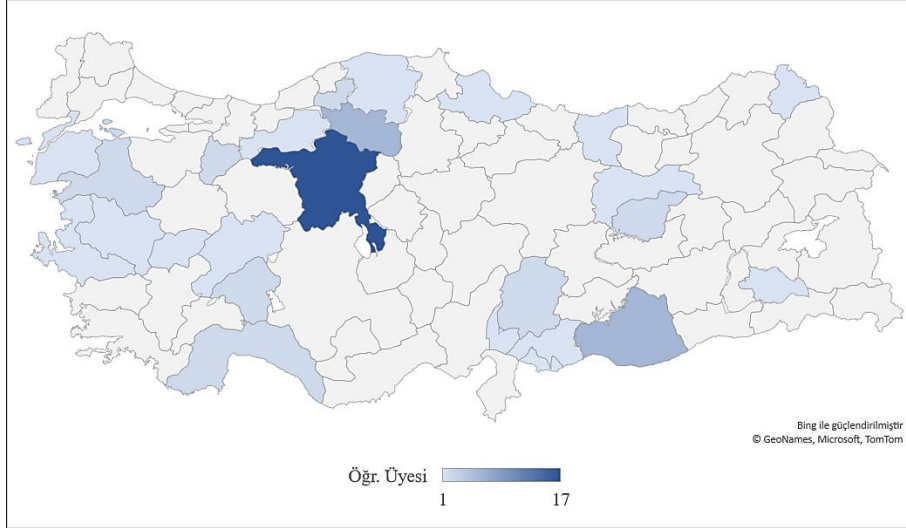 Bing ile güçlendirilmiştir
© GeoNames, Microsoft, TomTom
Öğr. Üyesi
1 17